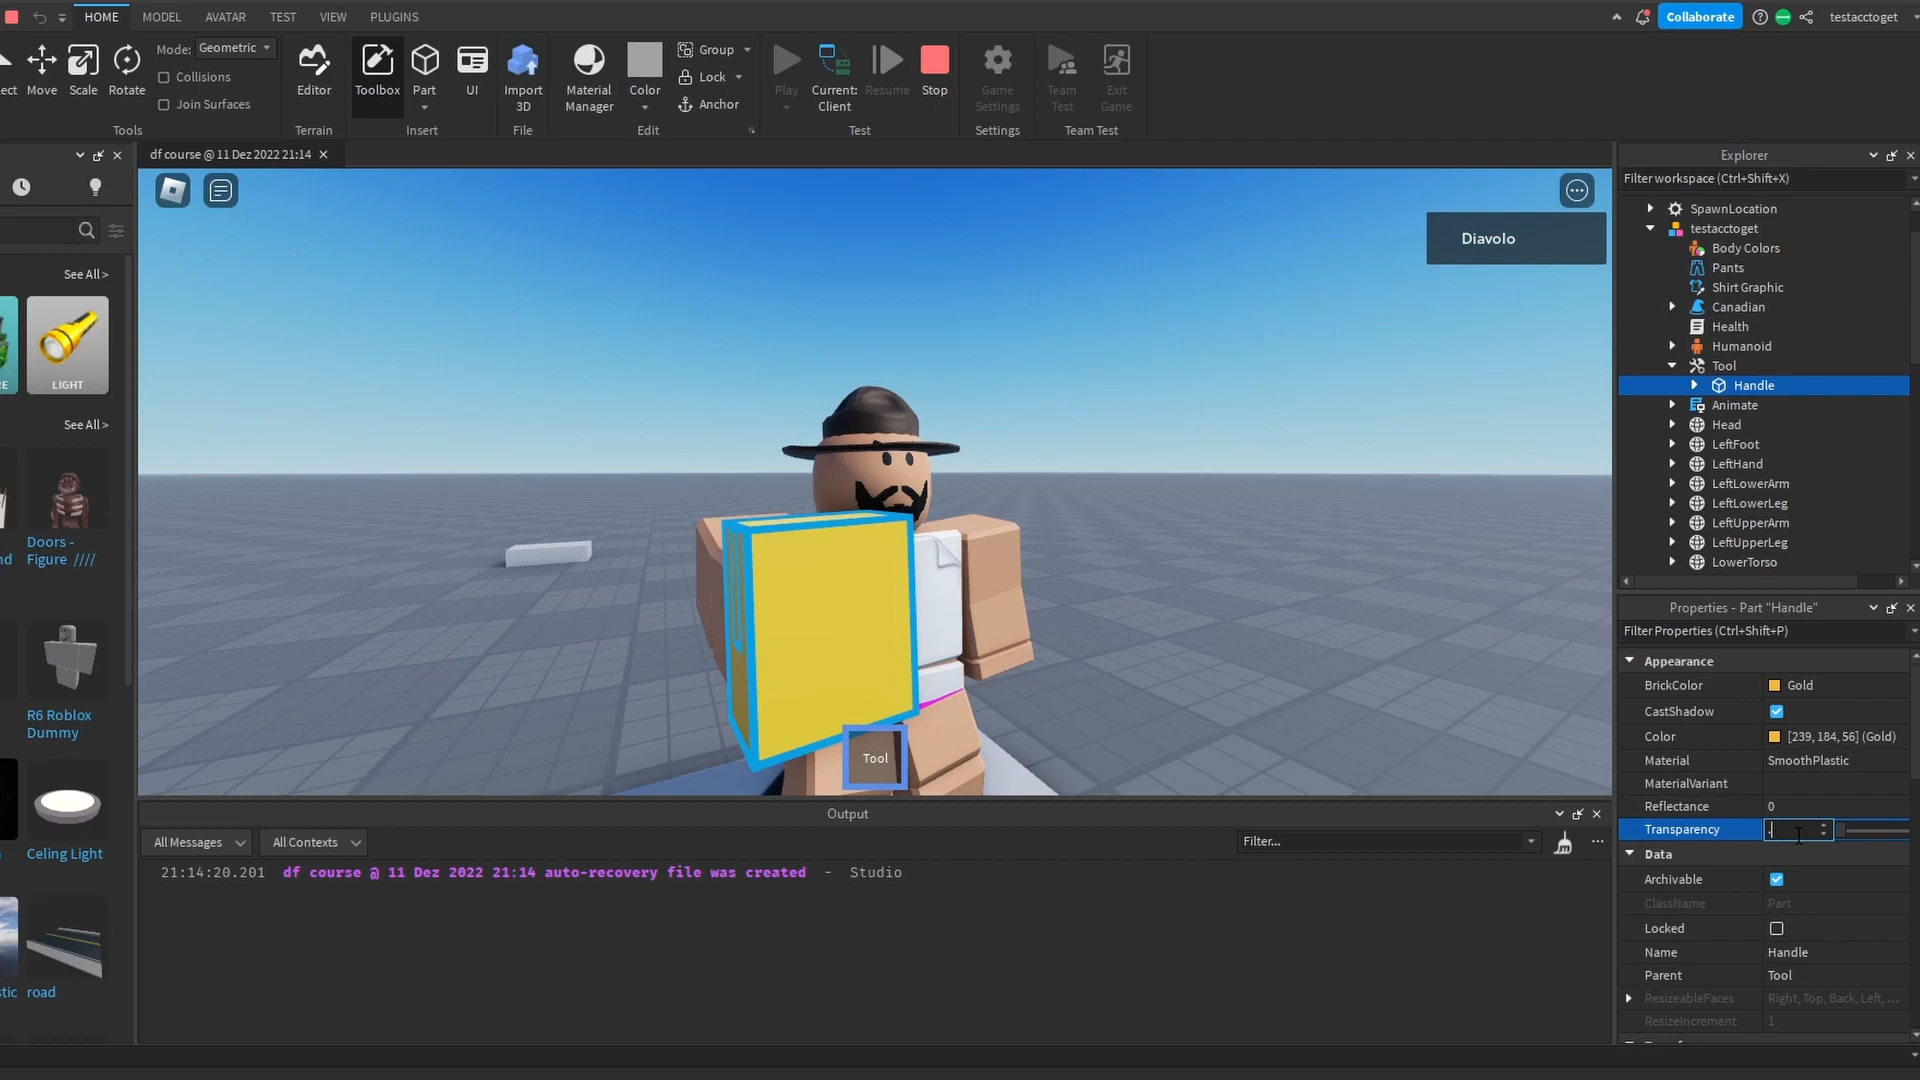 HOME
MODEL
AVATAR
TEST
VIEW
PLUGINS
Collaborate
testacctoget
Move
Scale
Rotate
Mode:
Geometric
Collisions
Join Surfaces
Tools
Editor
Terrain
Toolbox
Part
UI
Insert
Import
3D
File
Material
Manager
Color
Group
Lock
Anchor
Edit
Play
Current:
Client
Resume
Stop
Test
Game
Settings
Settings
Team
Test
Exit
Game
Team Test
df course @ 11 Dez 2022 21:14
See All >
LIGHT
See All >
Doors -
Figure ////
R6 Roblox
Dummy
Celing Light
road
Diavolo
Tool
Explorer
Filter workspace (Ctrl+Shift+X)
SpawnLocation
testacctoget
Body Colors
Pants
Shirt Graphic
Canadian
Health
Humanoid
Tool
Handle
Animate
Head
LeftFoot
LeftHand
LeftLowerArm
LeftLowerLeg
LeftUpperArm
LeftUpperLeg
LowerTorso
Properties - Part "Handle"
Filter Properties (Ctrl+Shift+P)
Appearance
BrickColor Gold
CastShadow
Color [239, 184, 56] (Gold)
Material SmoothPlastic
MaterialVariant
Reflectance 0
Transparency .
Data
Archivable
ClassName Part
Locked
Name Handle
Parent Tool
ResizeableFaces Right, Top, Back, Left, ...
ResizeIncrement 1
Output
All Messages
All Contexts
Filter...
21:14:20.201 df course @ 11 Dez 2022 21:14 auto-recovery file was created - Studio